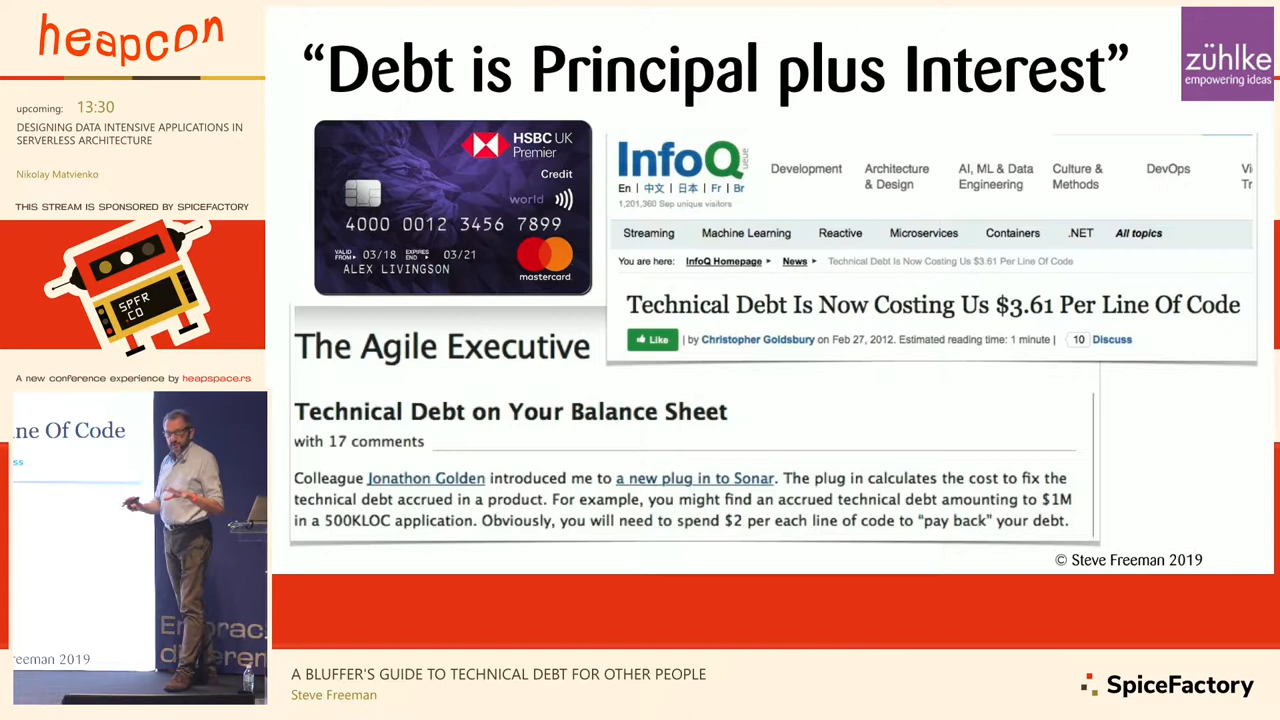 heapcon
upcoming: 13:30
DESIGNING DATA INTENSIVE APPLICATIONS IN
SERVERLESS ARCHITECTURE
Nikolay Matvienko
THIS STREAM IS SPONSORED BY SPICEFACTORY
SPFR
.CO
A new conference experience by heapspace.rs
ne Of Code
ss
Embrac
differen
reeman 2019
“Debt is Principal plus Interest”
zühlke
empowering ideas
HSBC UK
Premier
Credit
world
4000 0012 3456 7899
VALID FROM 03/18 EXPIRES END 03/21
ALEX LIVINGSON
mastercard
InfoQ
En | 中文 | 日本 | Fr | Br
1,201,360 Sep unique visitors
Development Architecture & Design AI, ML & Data Engineering Culture & Methods DevOps Vi Tr
Streaming Machine Learning Reactive Microservices Containers .NET All topics
You are here: InfoQ Homepage News Technical Debt Is Now Costing Us $3.61 Per Line Of Code
Technical Debt Is Now Costing Us $3.61 Per Line Of Code
Like | by Christopher Goldsbury on Feb 27, 2012. Estimated reading time: 1 minute | 10 Discuss
The Agile Executive
Technical Debt on Your Balance Sheet
with 17 comments
Colleague Jonathon Golden introduced me to a new plug in to Sonar. The plug in calculates the cost to fix the
technical debt accrued in a product. For example, you might find an accrued technical debt amounting to $1M
in a 500KLOC application. Obviously, you will need to spend $2 per each line of code to “pay back” your debt.
© Steve Freeman 2019
A BLUFFER'S GUIDE TO TECHNICAL DEBT FOR OTHER PEOPLE
Steve Freeman
SpiceFactory